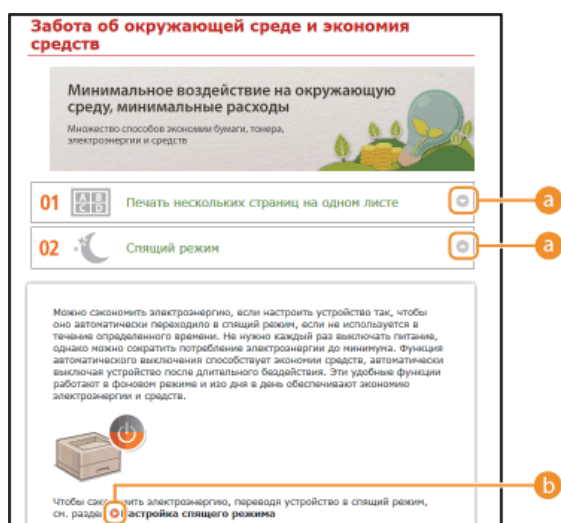 Забота об окружающей среде и экономия
средств
Минимальное воздействие на окружающую
среду, минимальные расходы
Множество способов экономии бумаги, тонера,
электроэнергии и средств
01 A B C D Печать нескольких страниц на одном листе a
02 Спящий режим a
Можно сэкономить электроэнергию, если настроить устройство так, чтобы
оно автоматически переходило в спящий режим, если не используется в
течение определенного времени. Не нужно каждый раз выключать питание,
однако можно сократить потребление электроэнергии до минимума. Функция
автоматического выключения способствует экономии средств, автоматически
выключая устройство после длительного бездействия. Эти удобные функции
работают в фоновом режиме и изо дня в день обеспечивают экономию
электроэнергии и средств.
b
Чтобы сэкономить электроэнергию, переводя устройство в спящий режим,
см. раздел Настройка спящего режима